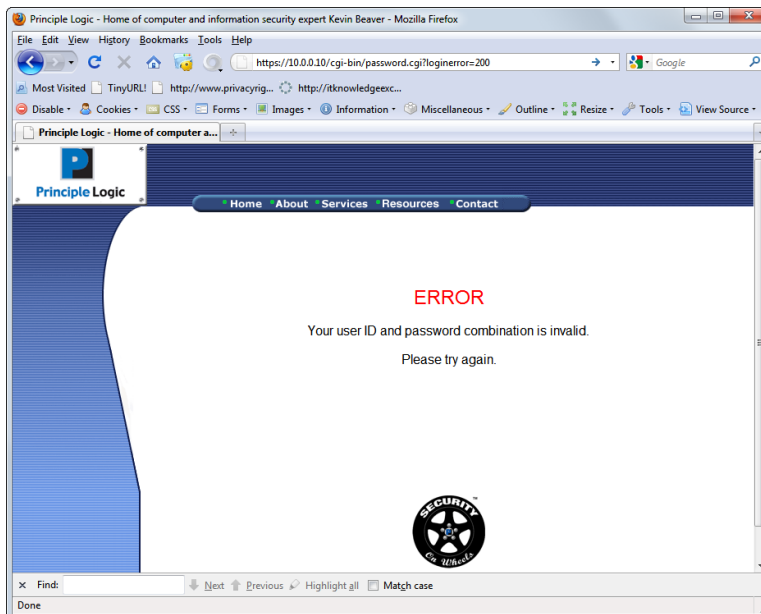 Principle Logic - Home of computer and information security expert Kevin Beaver - Mozilla Firefox
File Edit View History Bookmarks Tools Help
https://10.0.0.10/cgi-bin/password.cgi?loginerror=200 Google
Most Visited TinyURL! http://www.privacyrig... http://itknowledgeexc...
Disable Cookies CSS Forms Images Information Miscellaneous Outline Resize Tools View Source
Principle Logic - Home of computer a...
P
Principle Logic
Home About Services Resources Contact
ERROR
Your user ID and password combination is invalid.
Please try again.
SECURITY
On Wheels
× Find: Next Previous Highlight all Match case
Done